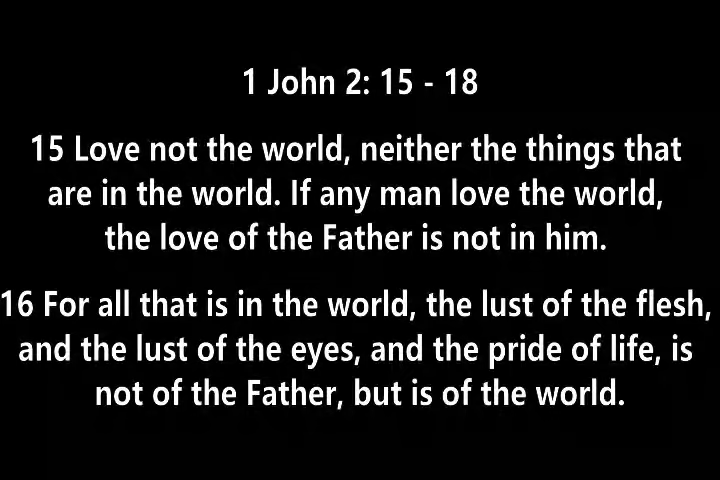 1 John 2: 15 - 18
15 Love not the world, neither the things that
are in the world. If any man love the world,
the love of the Father is not in him.
16 For all that is in the world, the lust of the flesh,
and the lust of the eyes, and the pride of life, is
not of the Father, but is of the world.